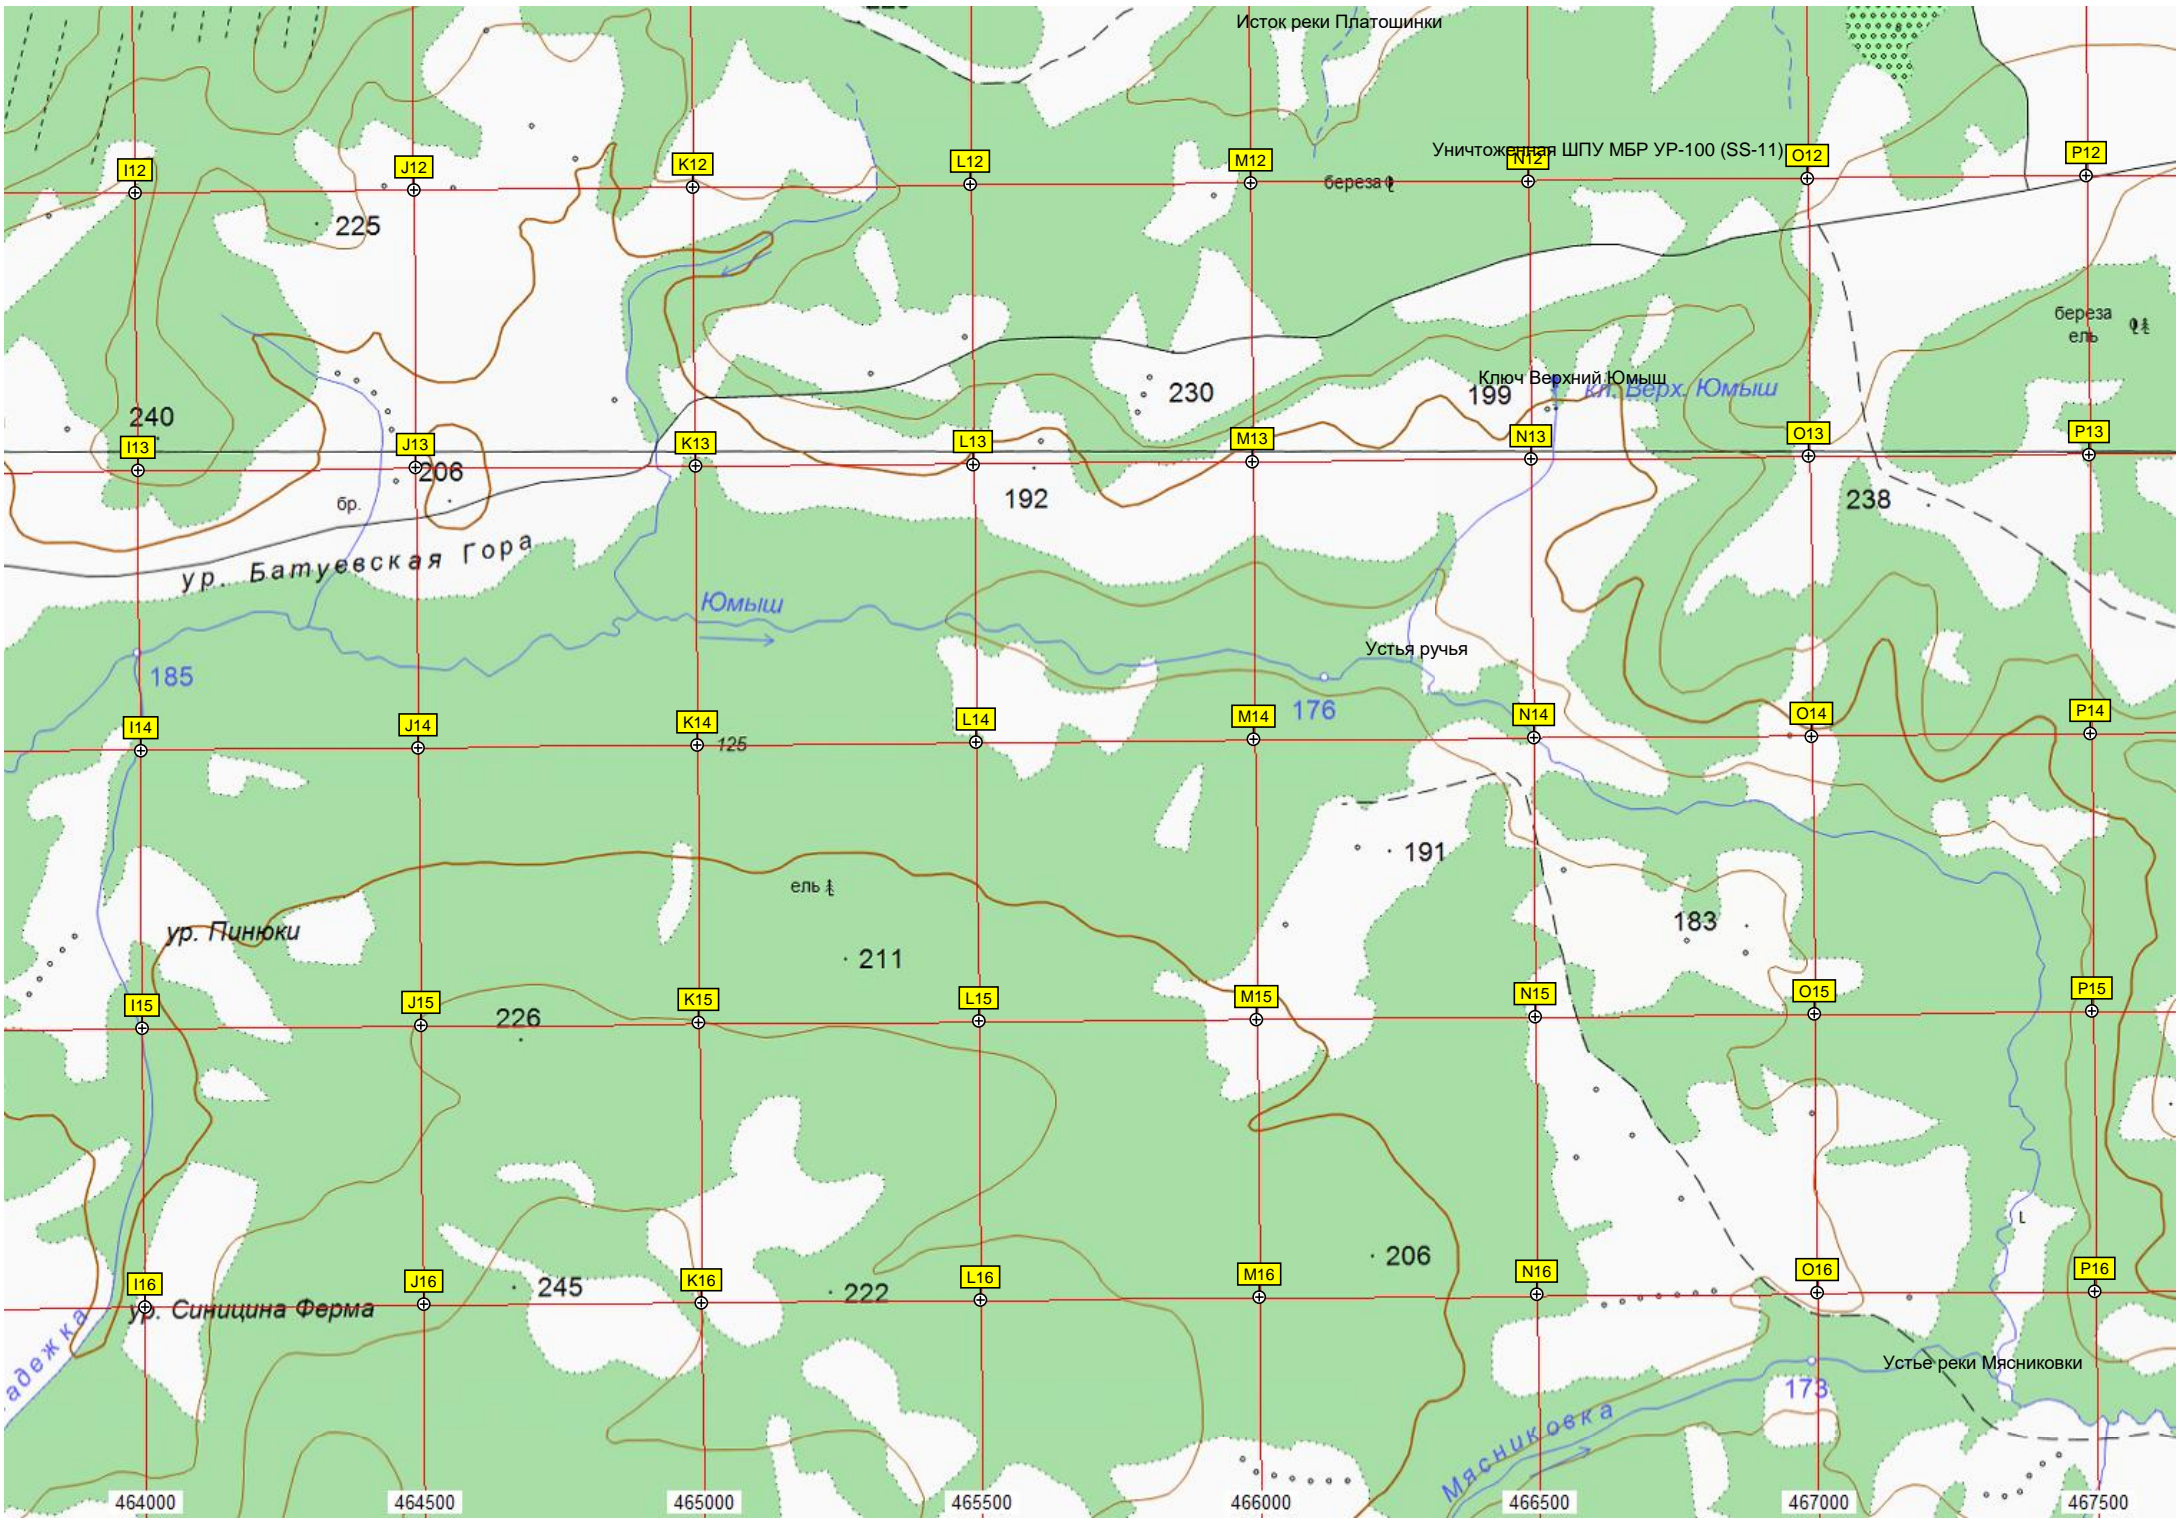 Исток реки Платошинки
Уничтоженная ШПУ МБР УР-100 (SS-11)
I12
J12
K12
L12
M12
N12
O12
P12
береза
225
береза
ель
240
230
Ключ Верхний Юмыш
199
кл. Верх. Юмыш
I13
J13
K13
L13
M13
N13
O13
P13
206
бр.
192
238
ур. Батуевская Гора
Юмыш
Устья ручья
185
176
I14
J14
K14
L14
M14
N14
O14
P14
125
191
ель
183
ур. Пинюки
211
I15
J15
K15
L15
M15
N15
O15
P15
226
206
I16
J16
K16
L16
M16
N16
O16
P16
245
222
ур. Синицина Ферма
адежка
Устье реки Мясниковки
173
Мясниковка
464000
464500
465000
465500
466000
466500
467000
467500